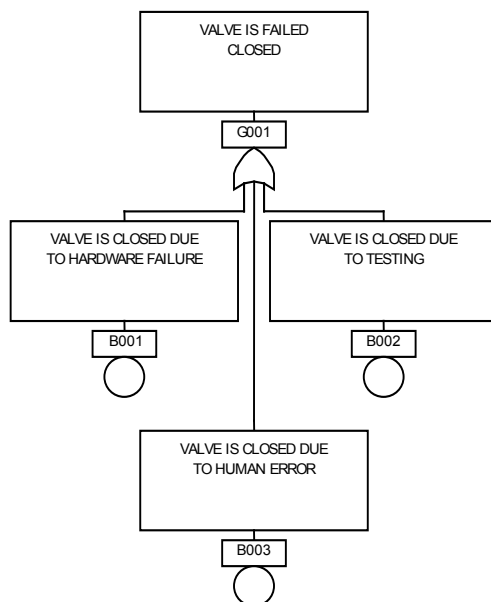 VALVE IS FAILED
CLOSED
G001
VALVE IS CLOSED DUE
TO HARDWARE FAILURE
B001
VALVE IS CLOSED DUE
TO TESTING
B002
VALVE IS CLOSED DUE
TO HUMAN ERROR
B003